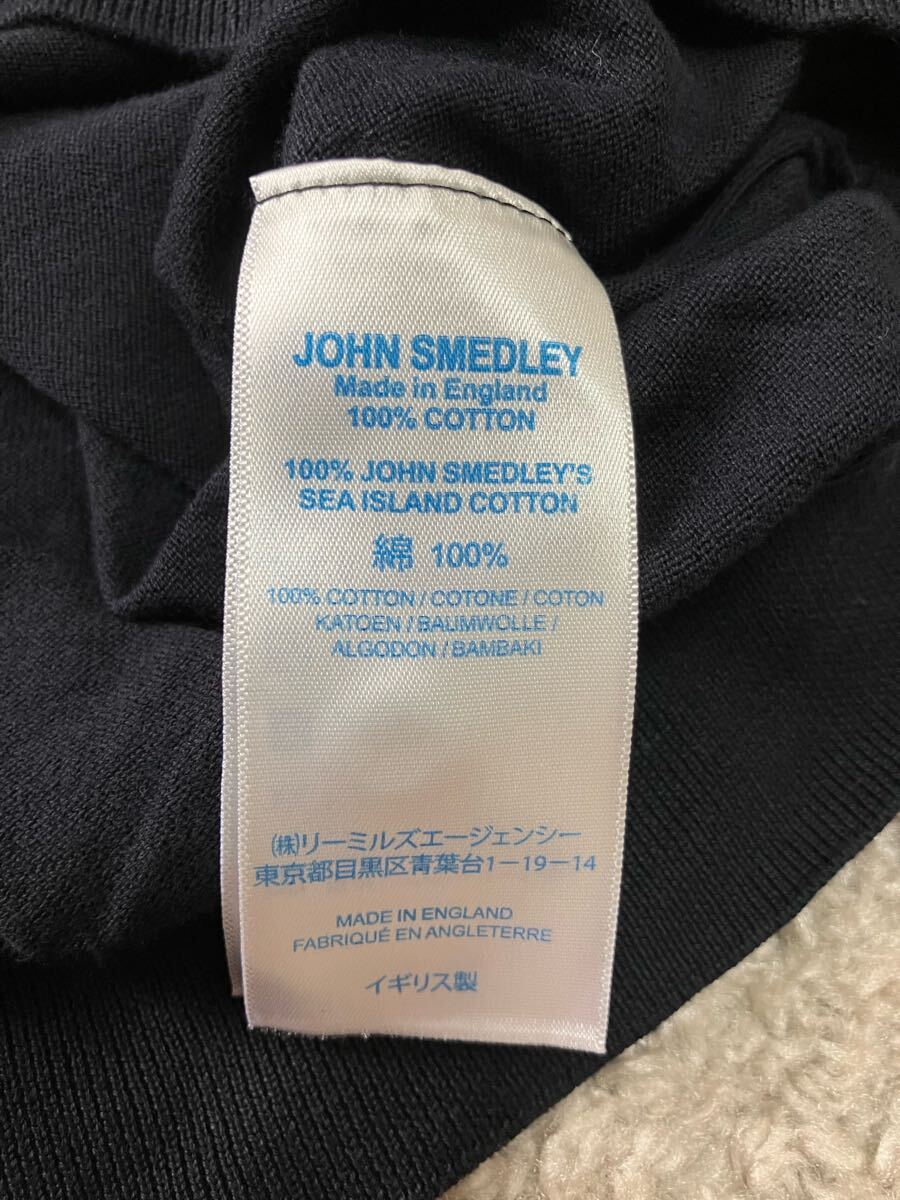 JOHN SMEDLEY
Made in England
100% COTTON
100% JOHN SMEDLEY'S
SEA ISLAND COTTON
綿 100%
100% COTTON / COTONE / COTON
KATOEN / BAUMWOLLE /
ALGODON / BAMBAKI
㈱リーミルズエージェンシー
東京都目黒区青葉台1-19-14
MADE IN ENGLAND
FABRIQUÉ EN ANGLETERRE
イギリス製